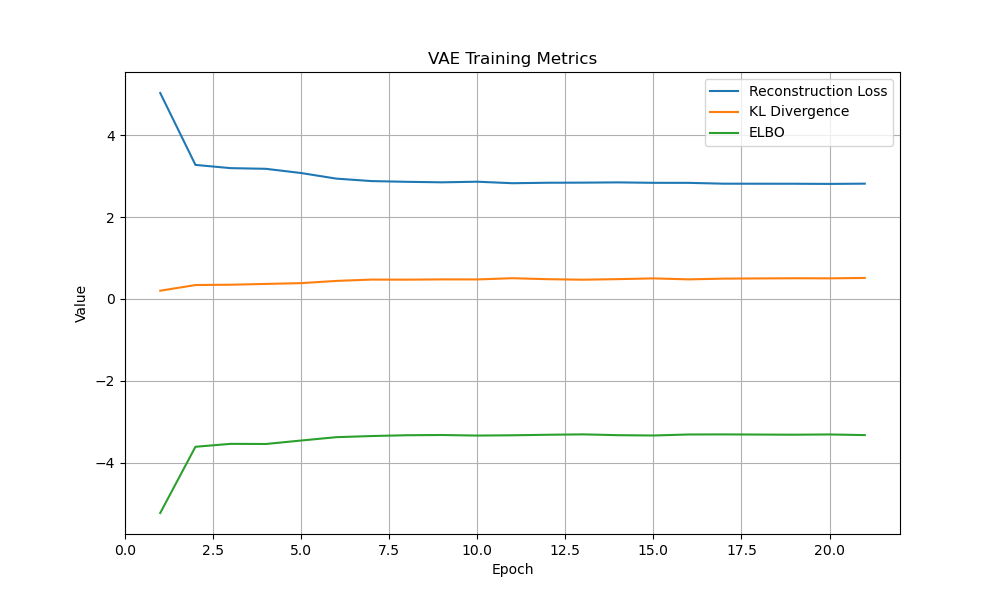 VAE Training Metrics
Reconstruction Loss
KL Divergence
ELBO
Value
4
2
0
−2
−4
0.0 2.5 5.0 7.5 10.0 12.5 15.0 17.5 20.0
Epoch